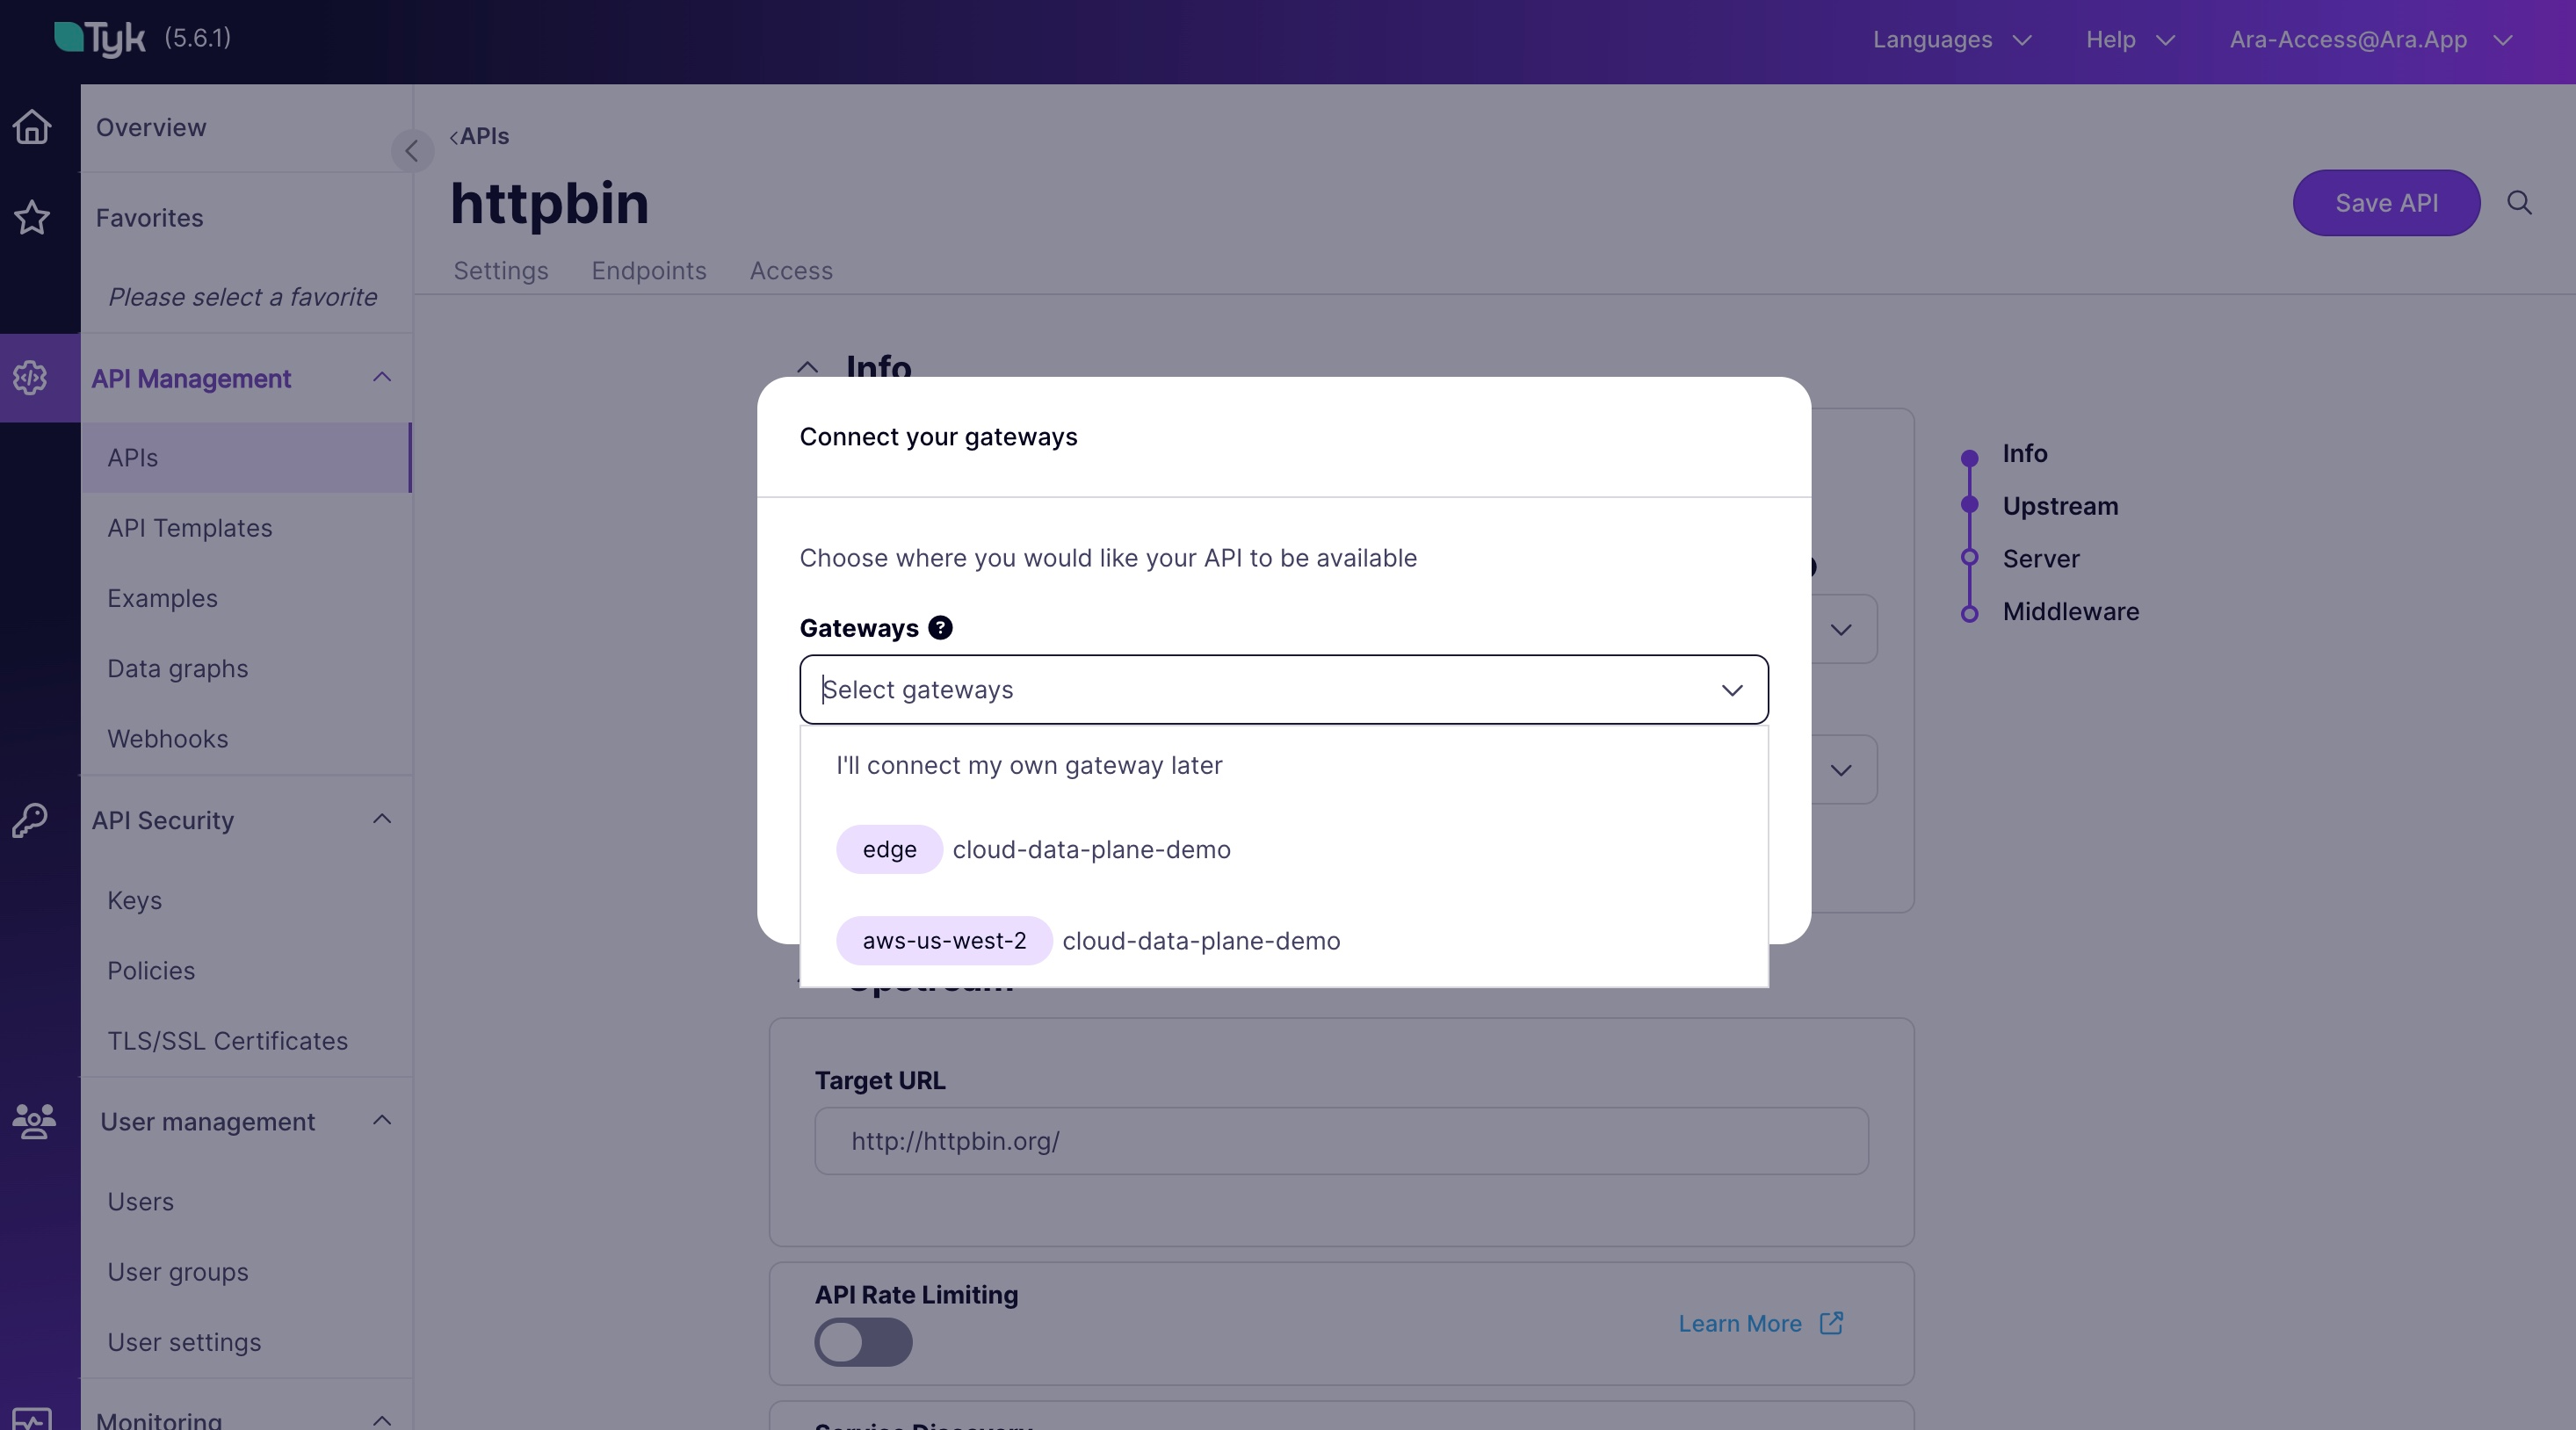 Tyk (5.6.1)
Languages
Help
Ara-Access@Ara.App
Overview
Favorites
Please select a favorite
API Management
APIs
API Templates
Examples
Data graphs
Webhooks
API Security
Keys
Policies
TLS/SSL Certificates
User management
Users
User groups
User settings
Monitoring
APIs
httpbin
Save API
Settings Endpoints Access
Info
Connect your gateways
Choose where you would like your API to be available
Gateways
Select gateways
I'll connect my own gateway later
edge cloud-data-plane-demo
aws-us-west-2 cloud-data-plane-demo
Upstream
Target URL
http://httpbin.org/
API Rate Limiting
Learn More
Service Discovery
Info
Upstream
Server
Middleware